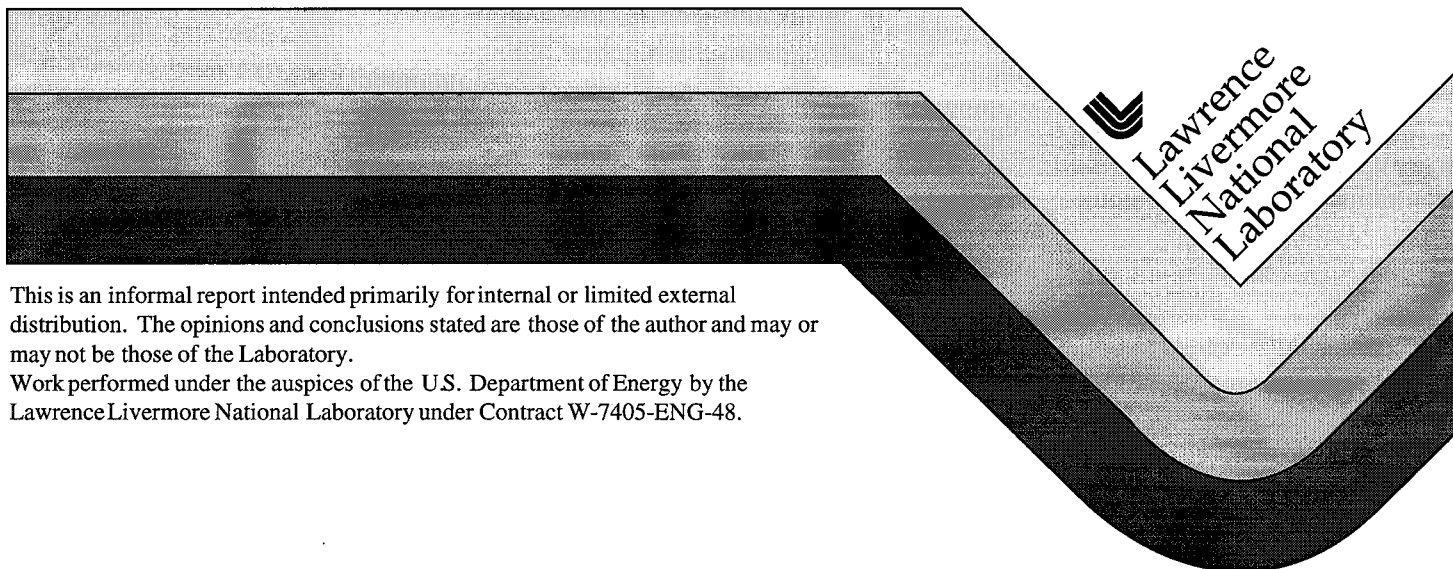 Lawrence
Livermore
National
Laboratory
This is an informal report intended primarily for internal or limited external
distribution. The opinions and conclusions stated are those of the author and may or
may not be those of the Laboratory.
Work performed under the auspices of the U.S. Department of Energy by the
Lawrence Livermore National Laboratory under Contract W-7405-ENG-48.